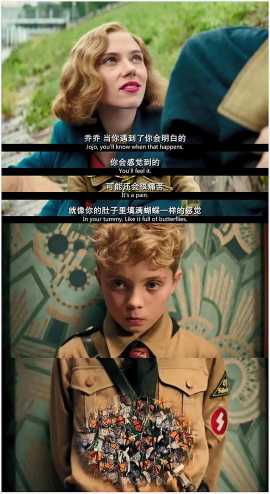 乔乔 当你遇到了你会明白的
Jojo, you'll know when that happens.
你会感觉到的
You'll feel it.
可能还会很痛苦
It's a pain.
就像你的肚子里填满蝴蝶一样的感觉
In your tummy. Like it full of butterflies.